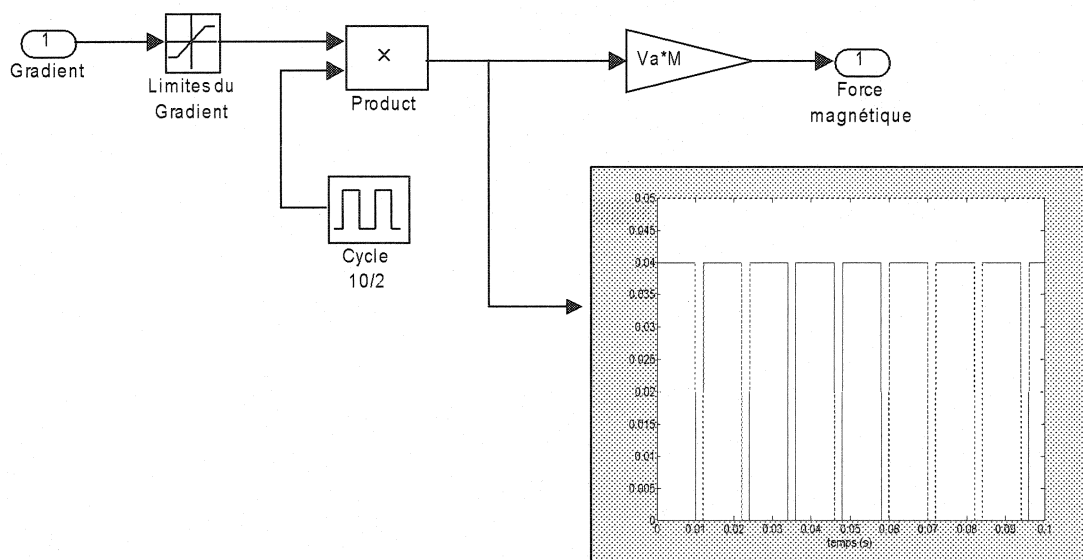 1
Gradient
Limites du
Gradient
×
Product
Cycle
10/2
Va*M
1
Force
magnétique
0.05
0.045
0.04
0.035
0.03
0.025
0.02
0.015
0.01
0.005
0
0 0.01 0.02 0.03 0.04 0.05 0.06 0.07 0.08 0.09 0.1
temps (s)